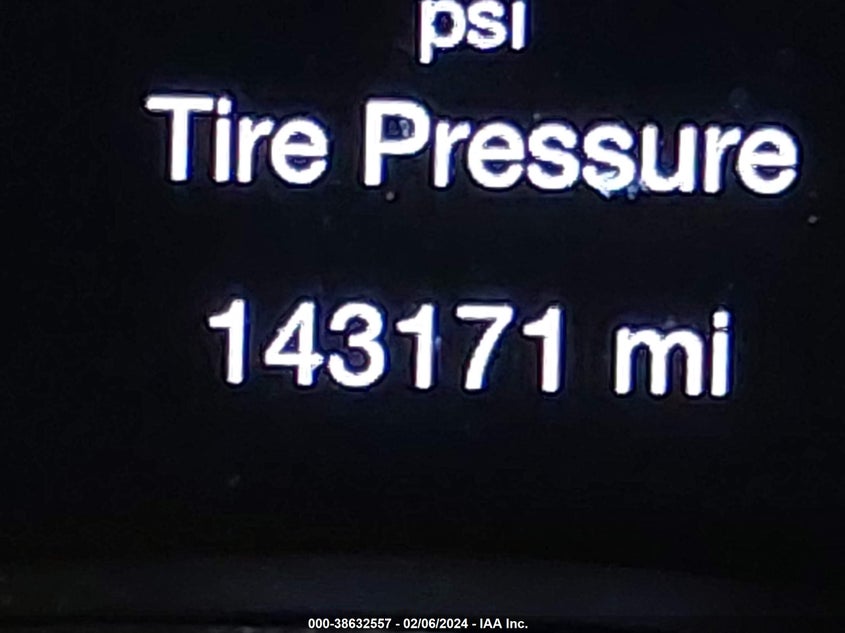 psi
Tire Pressure
143171 mi
000-38632557 - 02/06/2024 - IAA Inc.